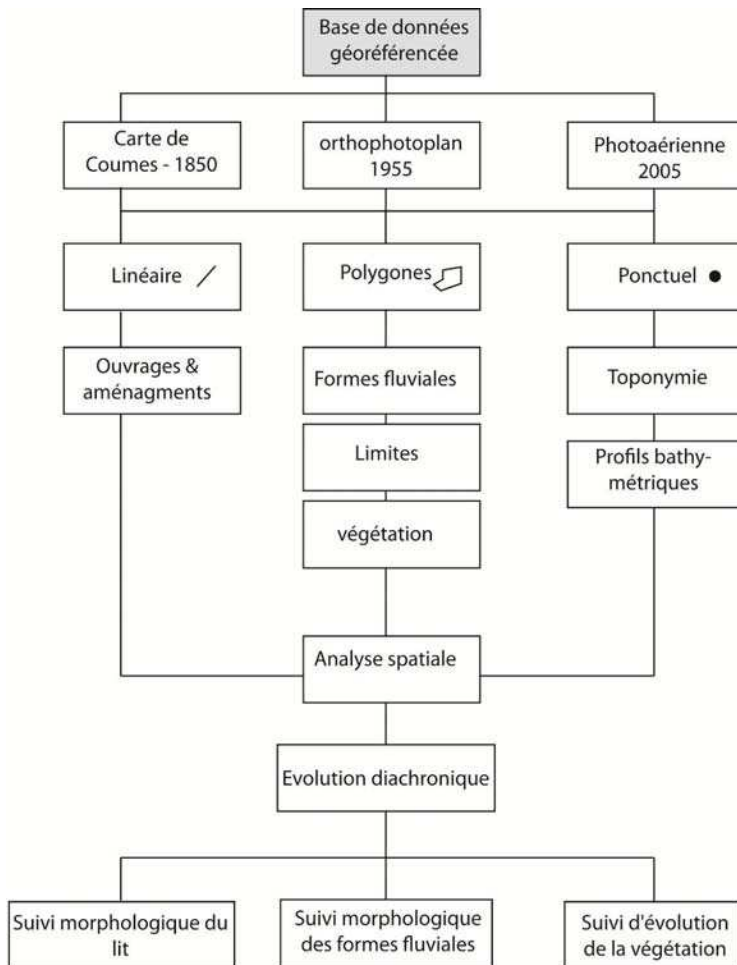 Base de données
géoréférencée
Carte de
Coumes - 1850
orthophotoplan
1955
Photoaérienne
2005
Linéaire
Polygones
Ponctuel
Ouvrages &
aménagments
Formes fluviales
Toponymie
Limites
Profils bathy-
métriques
végétation
Analyse spatiale
Evolution diachronique
Suivi morphologique du
lit
Suivi morphologique
des formes fluviales
Suivi d'évolution
de la végétation